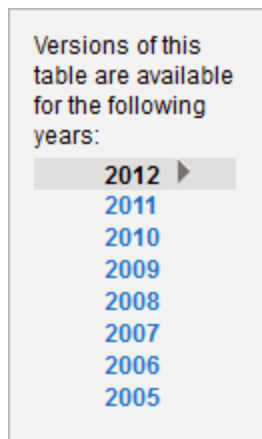 Versions of this
table are available
for the following
years:
2012
2011
2010
2009
2008
2007
2006
2005